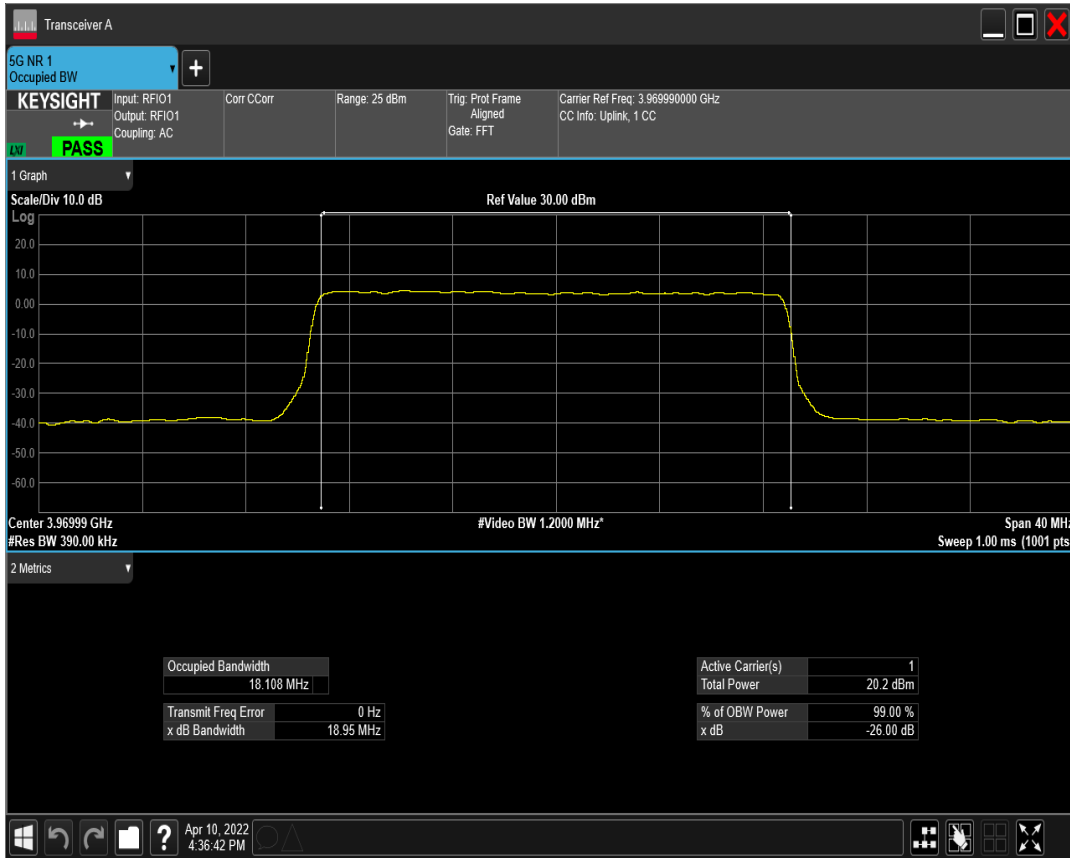 Transceiver A
5G NR 1
Occupied BW
KEYSIGHT
LXI
PASS
Input: RFIO1
Output: RFIO1
Coupling: AC
Corr CCorr
Range: 25 dBm
Trig: Prot Frame
Aligned
Gate: FFT
Carrier Ref Freq: 3.969990000 GHz
CC Info: Uplink, 1 CC
1 Graph
Scale/Div 10.0 dB
Ref Value 30.00 dBm
Log
20.0
10.0
0.00
-10.0
-20.0
-30.0
-40.0
-50.0
-60.0
Center 3.96999 GHz
#Video BW 1.2000 MHz*
Span 40 MHz
#Res BW 390.00 kHz
Sweep 1.00 ms (1001 pts
2 Metrics
Occupied Bandwidth
18.108 MHz
Transmit Freq Error 0 Hz
x dB Bandwidth 18.95 MHz
Active Carrier(s) 1
Total Power 20.2 dBm
% of OBW Power 99.00 %
x dB -26.00 dB
?
Apr 10, 2022
4:36:42 PM